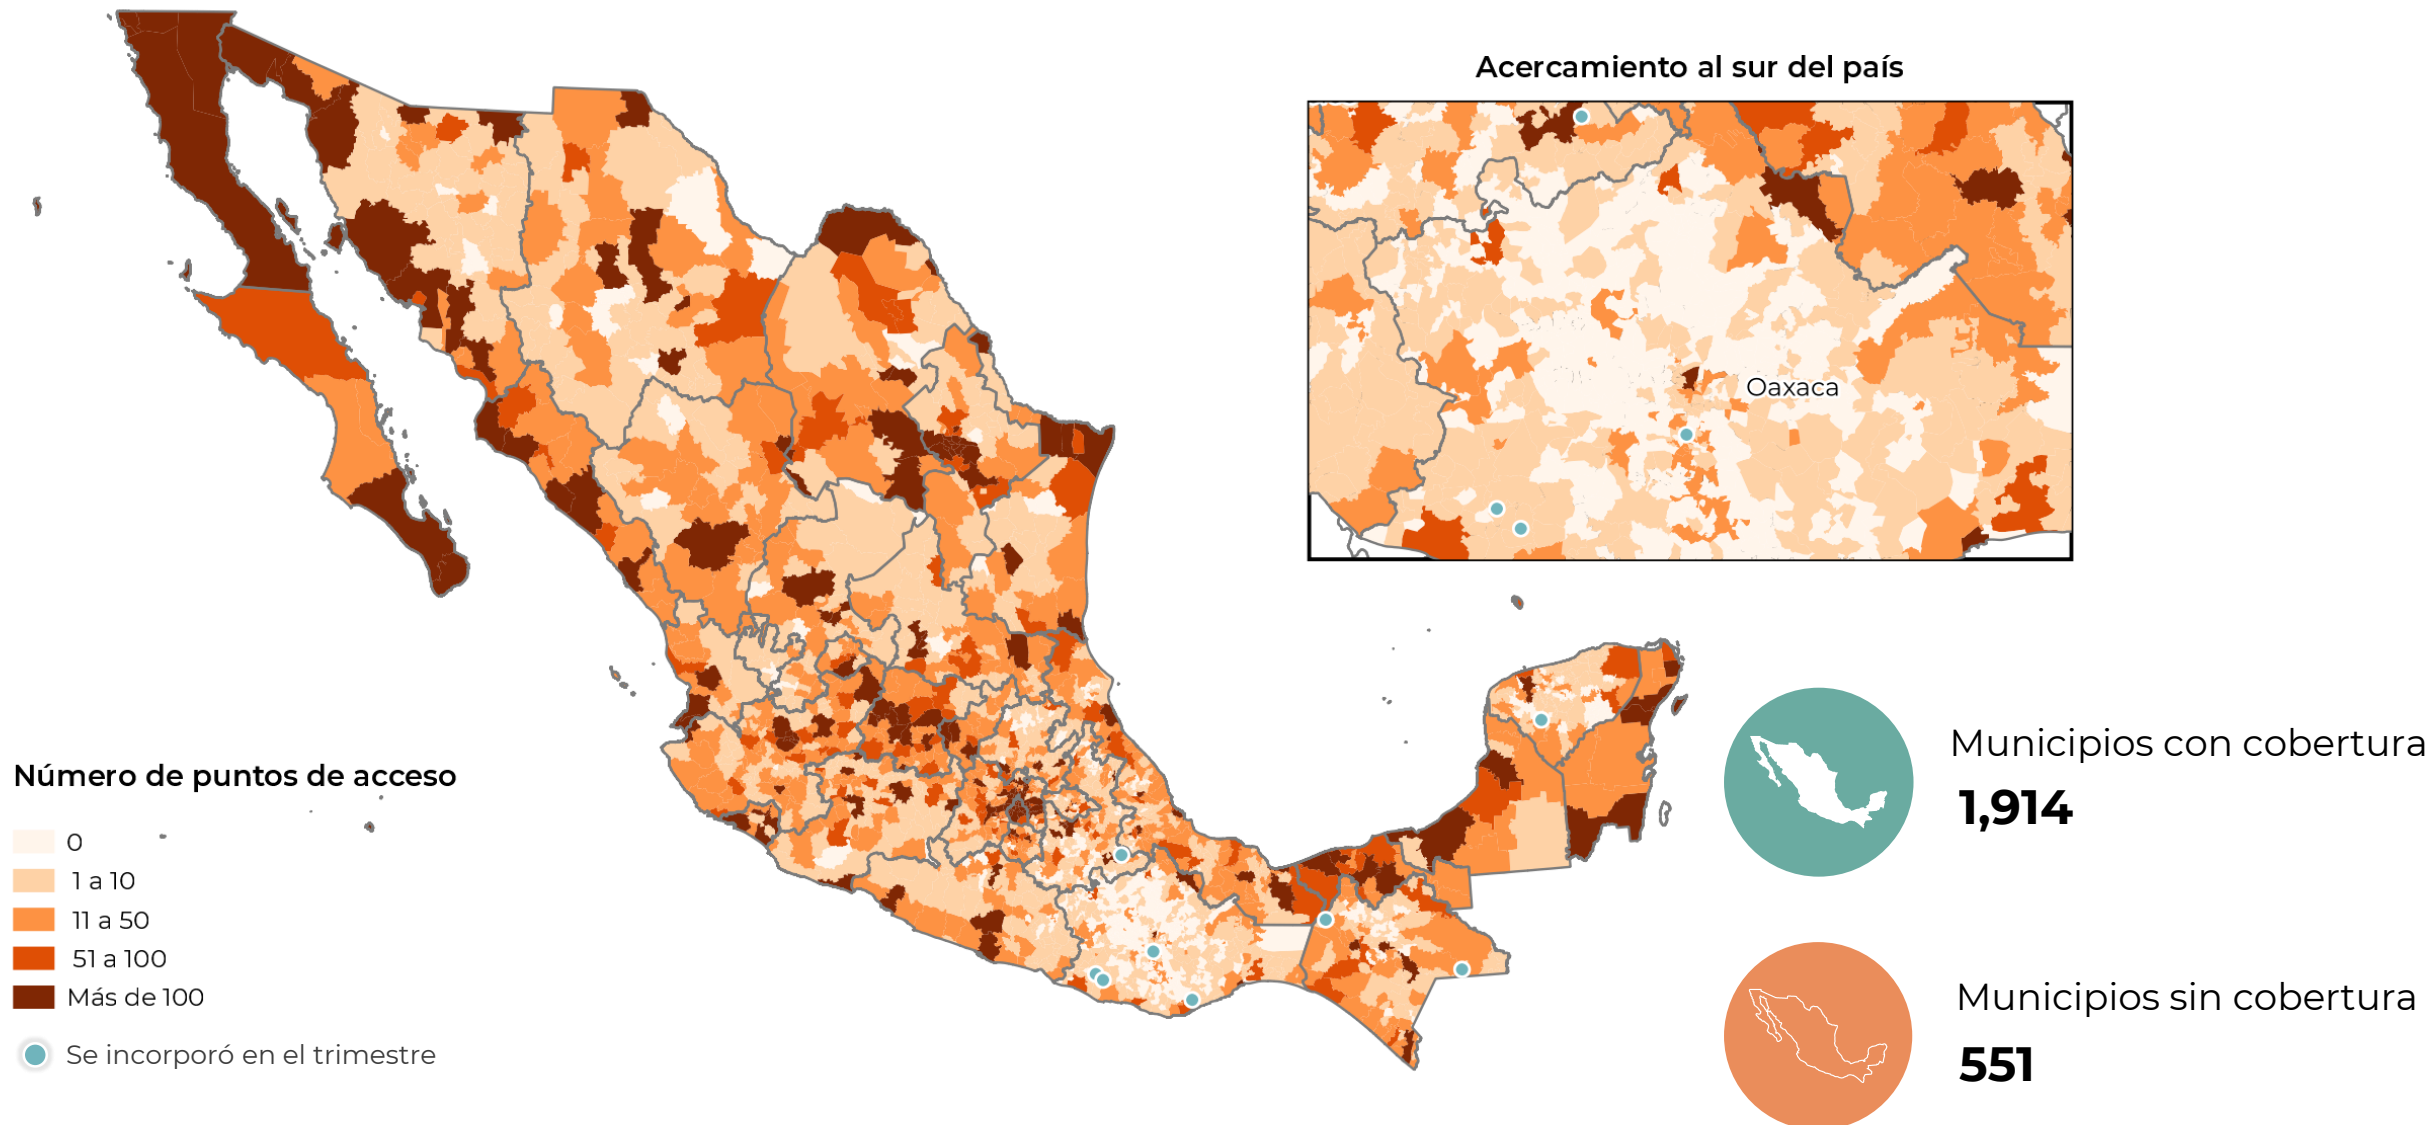 Acercamiento al sur del país
Oaxaca
Número de puntos de acceso
0
1 a 10
11 a 50
51 a 100
Más de 100
Se incorporó en el trimestre
Municipios con cobertura
1,914
Municipios sin cobertura
551